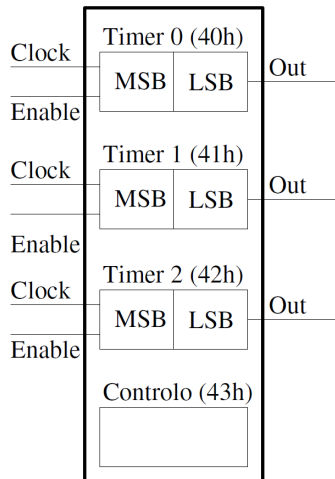 Timer 0 (40h)
Clock
MSB LSB
Out
Enable
Timer 1 (41h)
Clock
MSB LSB
Out
Enable
Timer 2 (42h)
Clock
MSB LSB
Out
Enable
Controlo (43h)